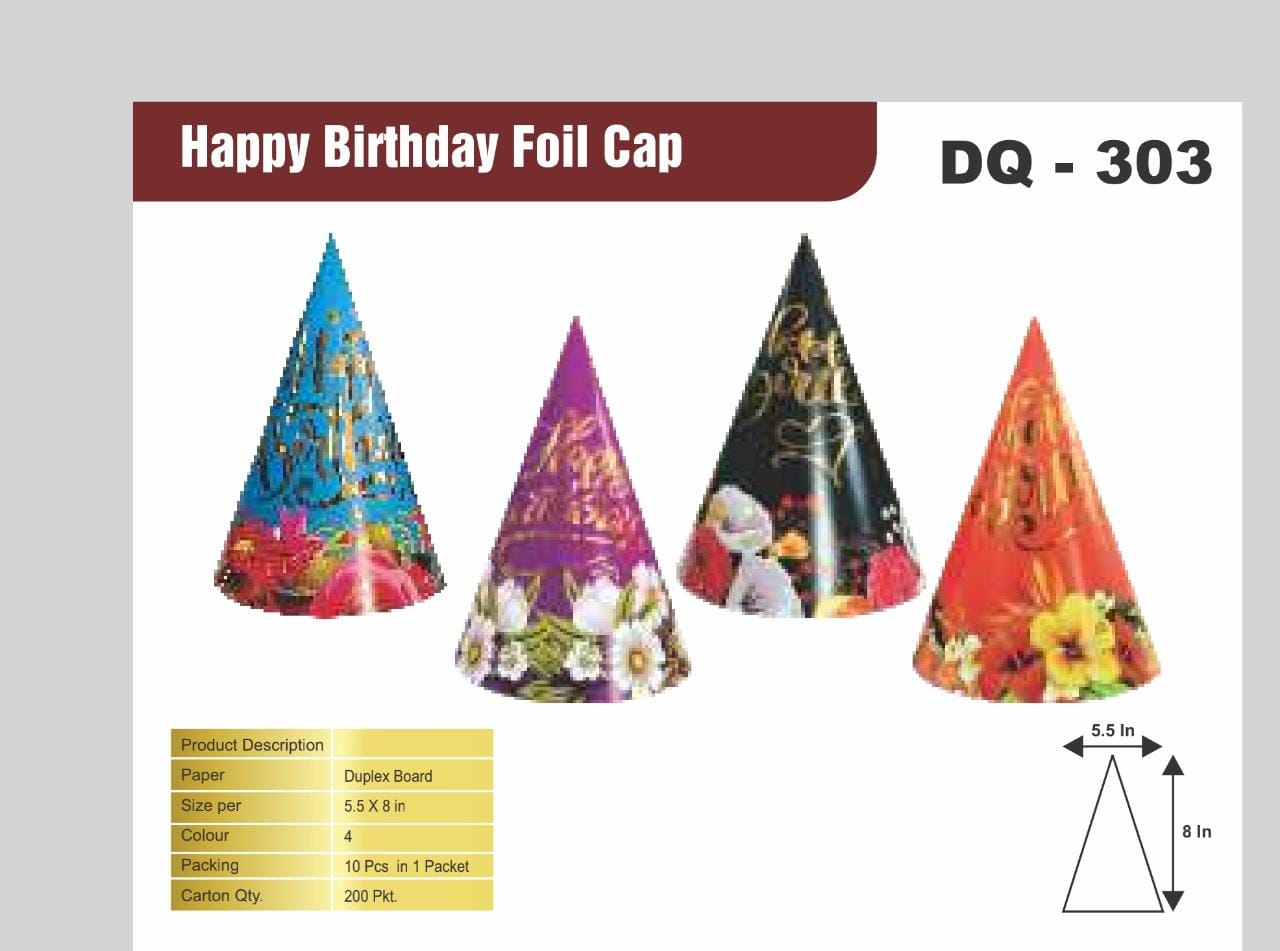 Happy Birthday Foil Cap
DQ - 303
Product Description
Paper Duplex Board
Size per 5.5 X 8 in
Colour 4
Packing 10 Pcs in 1 Packet
Carton Qty. 200 Pkt.
5.5 In
8 In